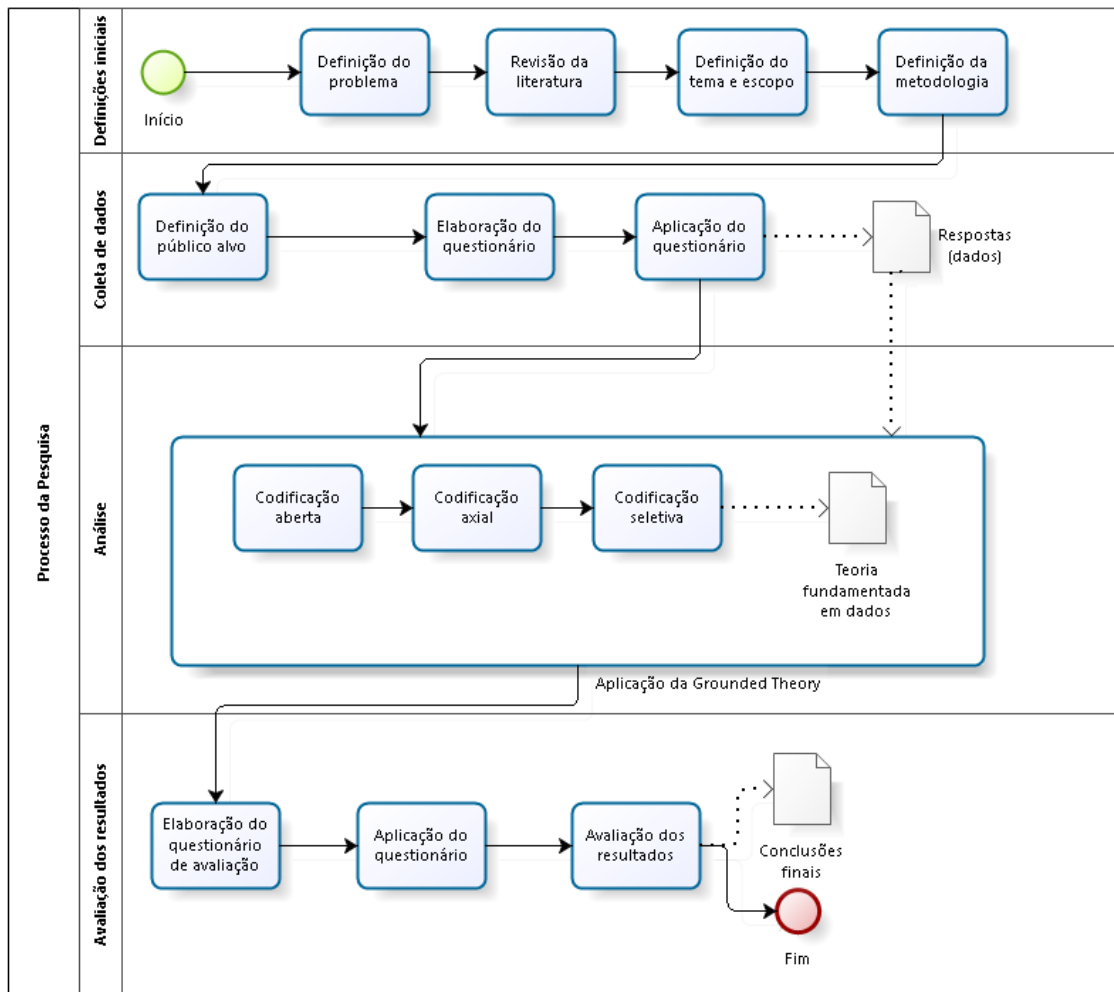 Processo da Pesquisa
Definições iniciais
Início
Definição do
problema
Revisão da
literatura
Definição do
tema e escopo
Definição da
metodologia
Coleta de dados
Definição do
público alvo
Elaboração do
questionário
Aplicação do
questionário
Respostas
(dados)
Análise
Codificação
aberta
Codificação
axial
Codificação
seletiva
Teoria
fundamentada
em dados
Aplicação da Grounded Theory
Avaliação dos resultados
Elaboração do
questionário
de avaliação
Aplicação do
questionário
Avaliação dos
resultados
Conclusões
finais
Fim